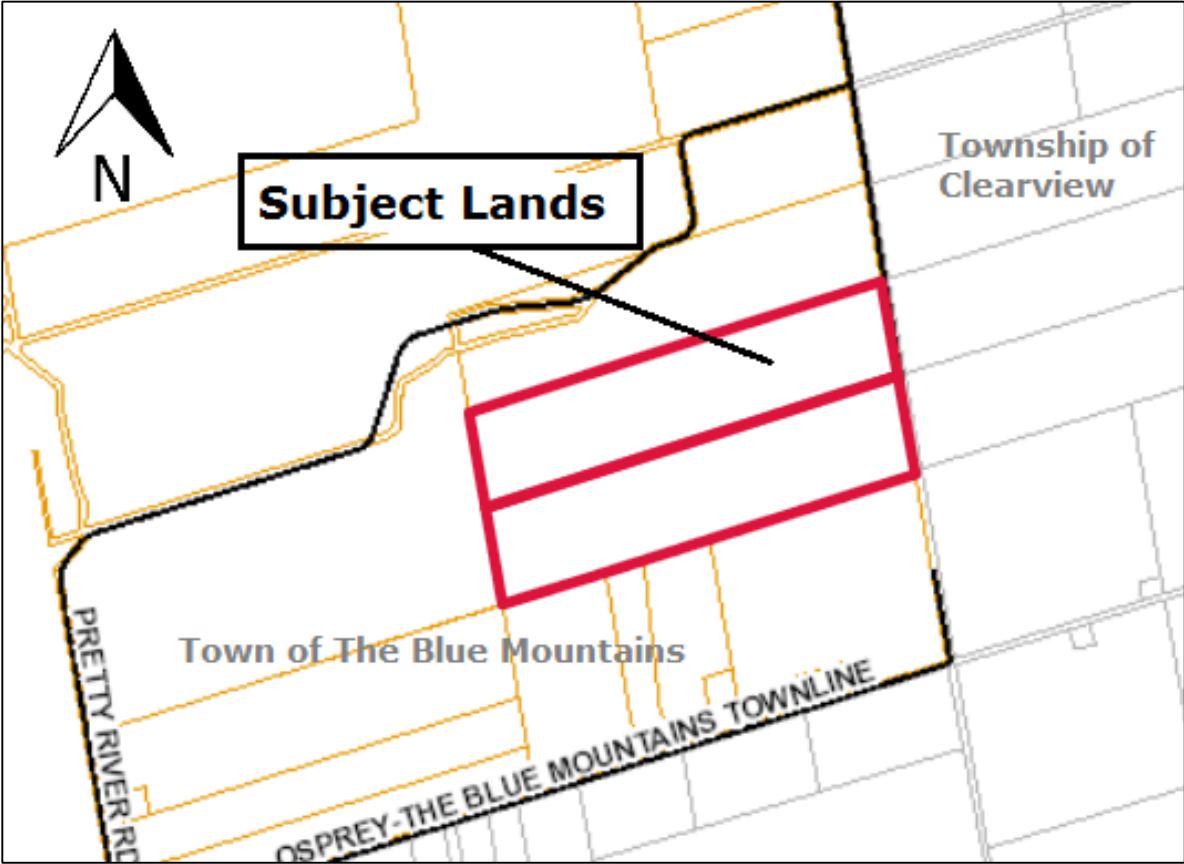 N
Subject Lands
Township of
Clearview
Town of The Blue Mountains
PRETTY RIVER RD
OSPREY-THE BLUE MOUNTAINS TOWNLINE